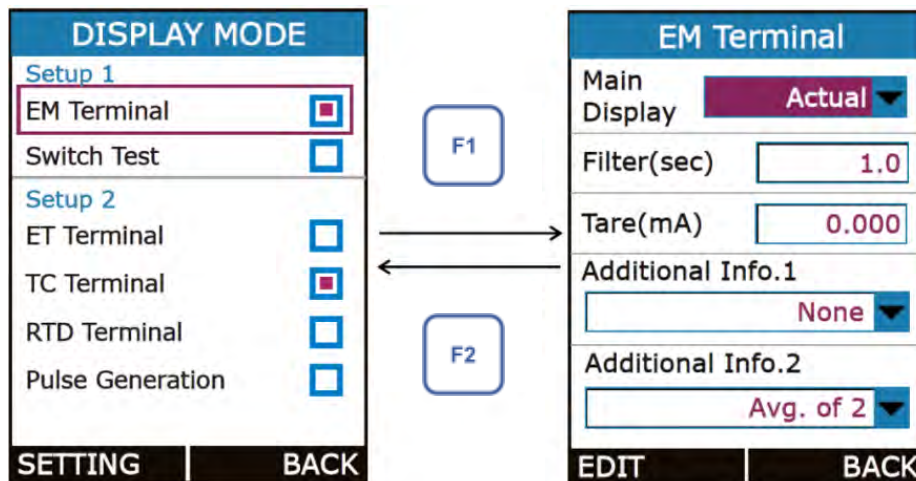 DISPLAY MODE
Setup 1
EM Terminal
Switch Test
Setup 2
ET Terminal
TC Terminal
RTD Terminal
Pulse Generation
SETTING BACK
F1
F2
EM Terminal
Main
Display
Actual
Filter(sec) 1.0
Tare(mA) 0.000
Additional Info.1
None
Additional Info.2
Avg. of 2
EDIT BACK